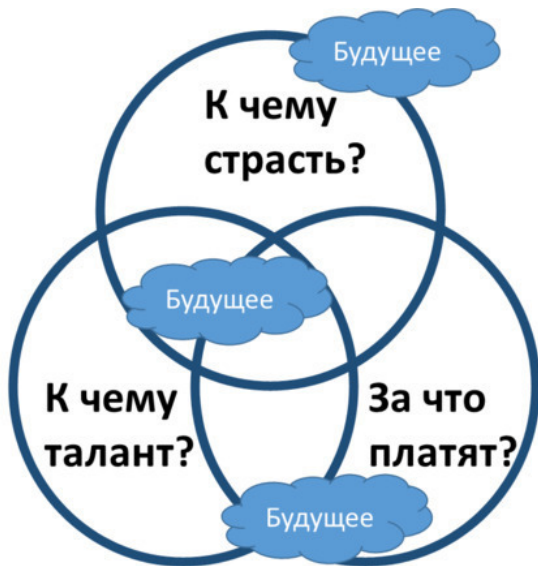 Будущее
К чему
страсть?
Будущее
К чему
талант?
За что
платят?
Будущее